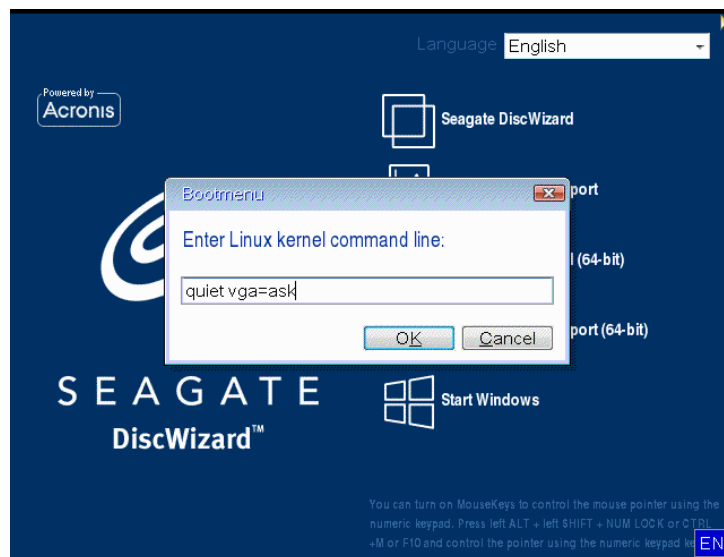 Language English
Powered by
Acronis
Seagate DiscWizard
port
Bootmenu
Enter Linux kernel command line:
l (64-bit)
quiet vga=ask
OK Cancel
port (64-bit)
SEAGATE
DiscWizard™
Start Windows
You can turn on MouseKeys to control the mouse pointer using the
numeric keypad. Press left ALT + left SHIFT + NUM LOCK or CTRL
+M or F10 and control the pointer using the numeric keypad
EN